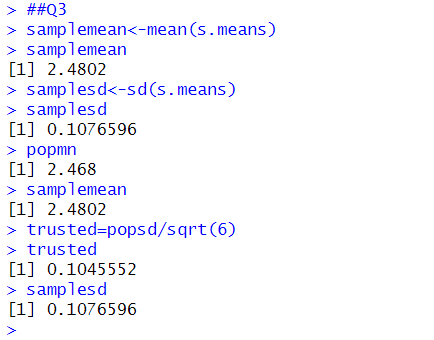 > ##Q3
> samplemean<-mean(s.means)
> samplemean
[1] 2.4802
> samplesd<-sd(s.means)
> samplesd
[1] 0.1076596
> popmn
[1] 2.468
> samplemean
[1] 2.4802
> trusted=popsd/sqrt(6)
> trusted
[1] 0.1045552
> samplesd
[1] 0.1076596
>